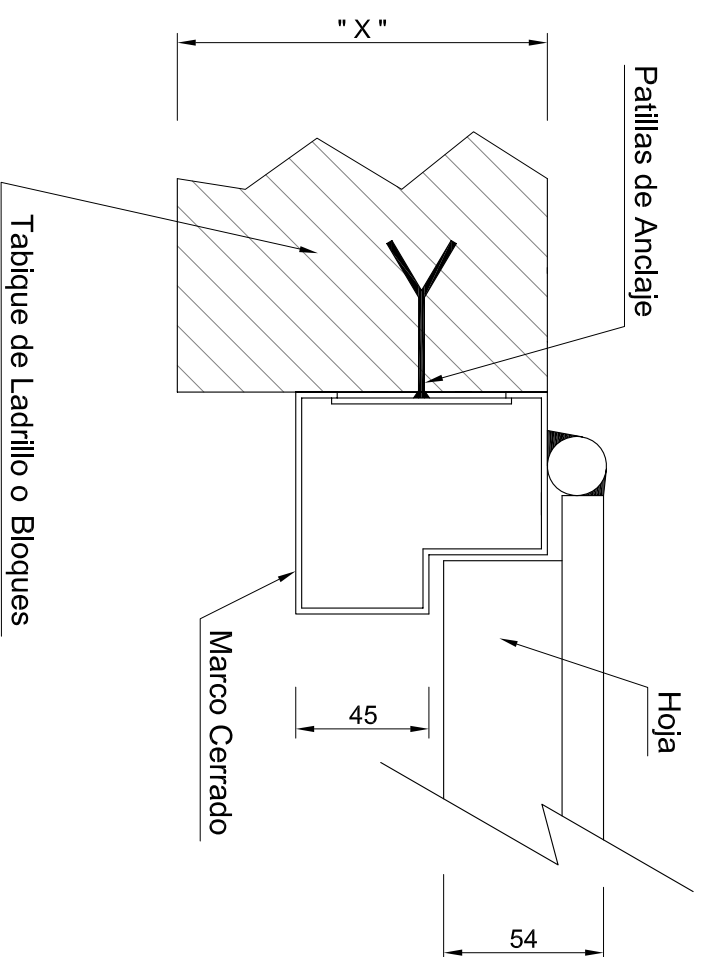 " X "
Patillas de Anclaje
Tabique de Ladrillo o Bloques
Marco Cerrado
45
Hoja
54